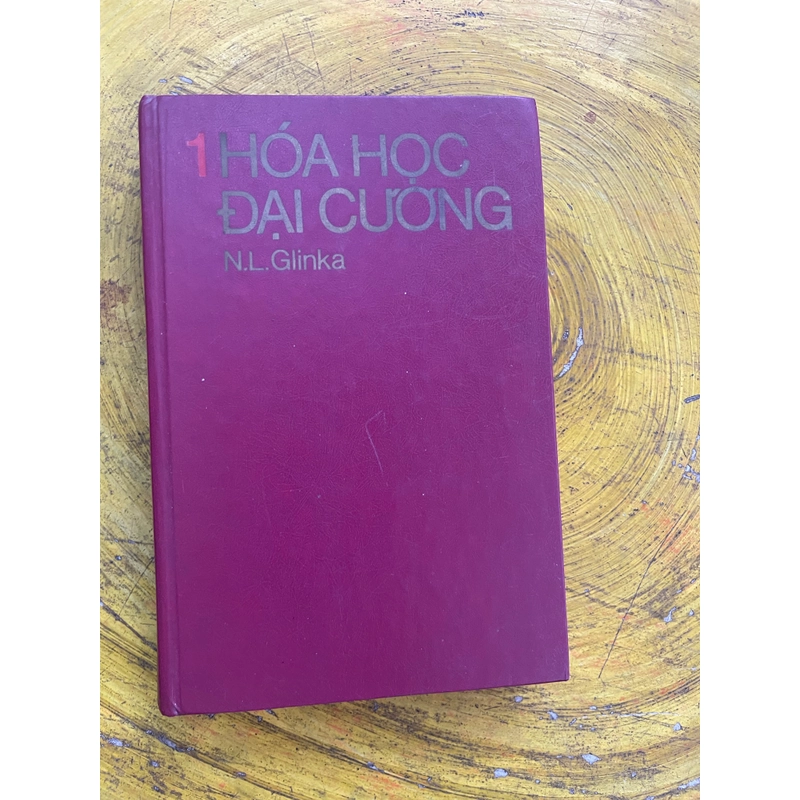 1 HÓA HỌC
ĐẠI CƯƠNG
N.L.Glinka